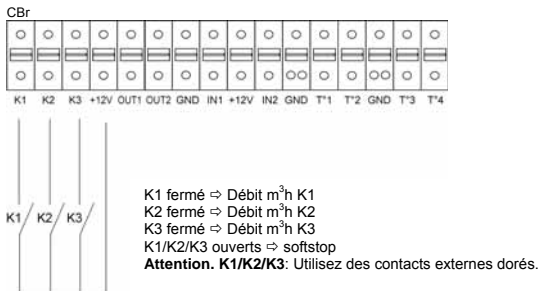 CBr
K1 K2 K3 +12V OUT1 OUT2 GND IN1 +12V IN2 GND T°1 T°2 GND T°3 T°4
K1 K2 K3
K1 fermé ⇨ Débit m³h K1
K2 fermé ⇨ Débit m³h K2
K3 fermé ⇨ Débit m³h K3
K1/K2/K3 ouverts ⇨ softstop
Attention. K1/K2/K3: Utilisez des contacts externes dorés.